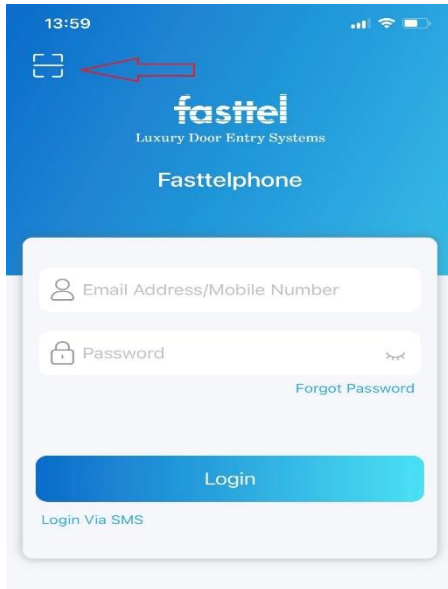 13:59
fasttel
Luxury Door Entry Systems
Fasttelphone
Email Address/Mobile Number
Password
Forgot Password
Login
Login Via SMS